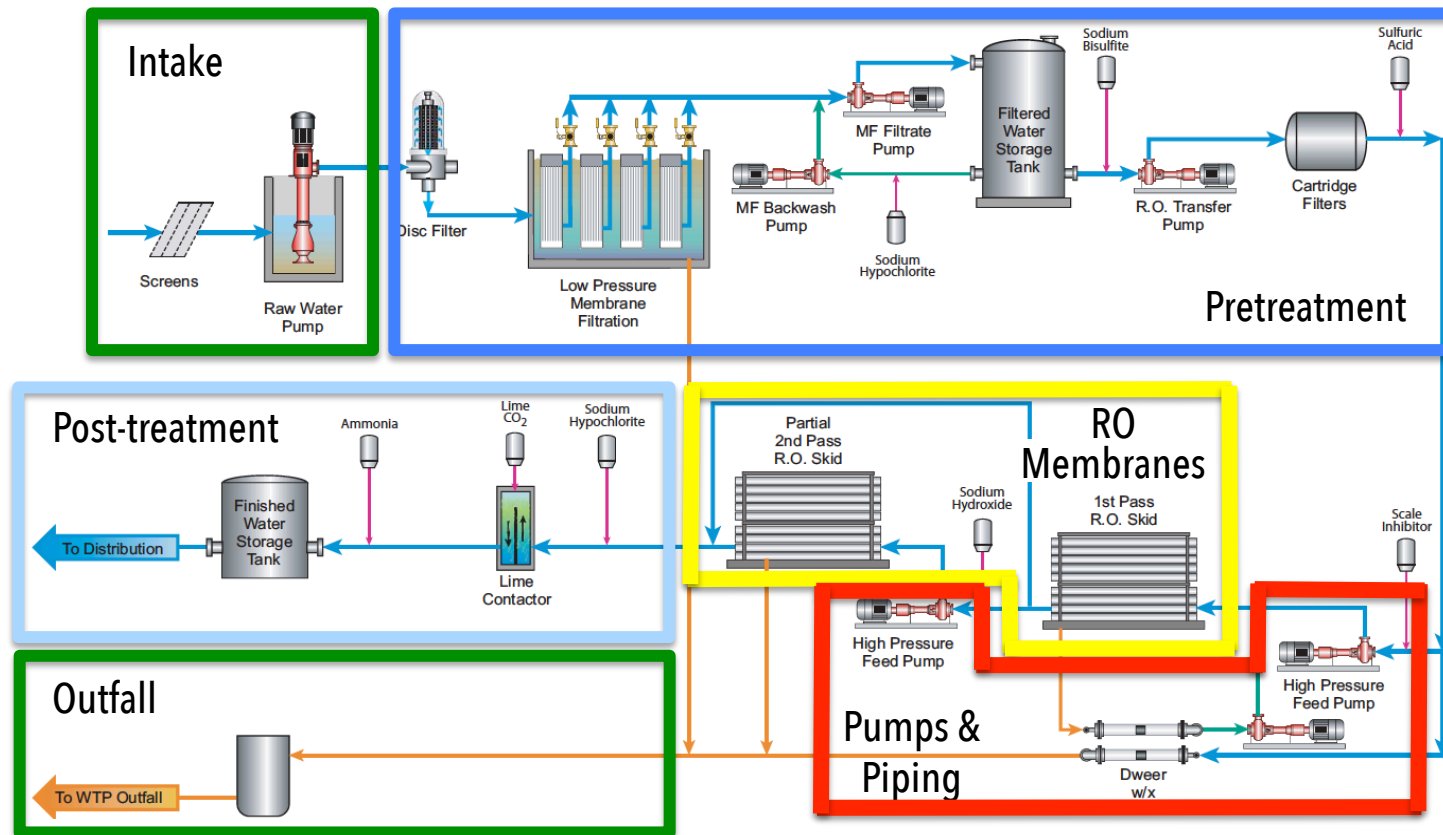 Intake
Screens
Raw Water
Pump
Disc Filter
Low Pressure
Membrane
Filtration
MF Filtrate
Pump
MF Backwash
Pump
Sodium
Hypochlorite
Filtered
Water
Storage
Tank
Sodium
Bisulfite
R.O. Transfer
Pump
Cartridge
Filters
Sulfuric
Acid
Pretreatment
Post-treatment
Ammonia
Lime
CO2
Sodium
Hypochlorite
Finished
Water
Storage
Tank
To Distribution
Lime
Contactor
Partial
2nd Pass
R.O. Skid
RO
Membranes
Sodium
Hydroxide
1st Pass
R.O. Skid
Scale
Inhibitor
High Pressure
Feed Pump
High Pressure
Feed Pump
Pumps &
Piping
Dweer
w/x
Outfall
To WTP Outfall